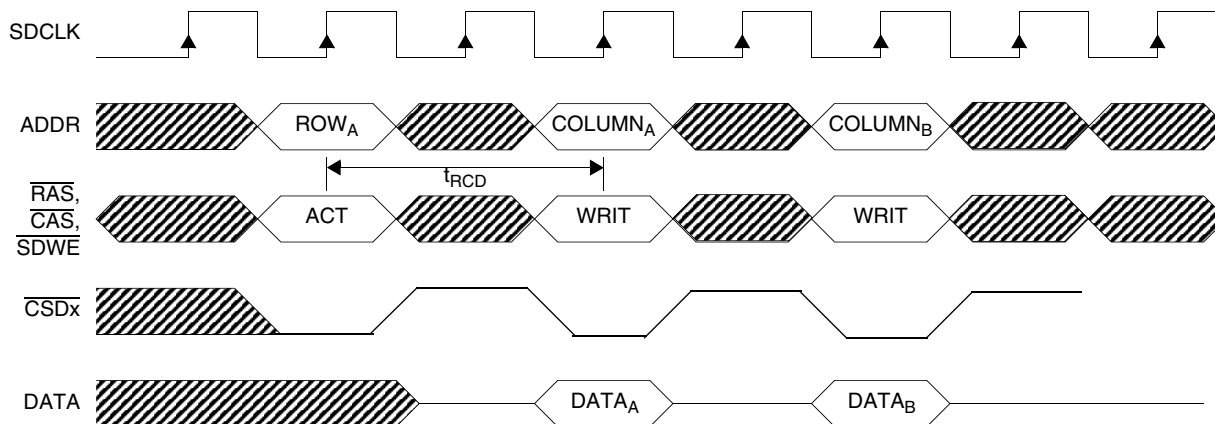 SDCLK
ADDR ROW_A COLUMN_A COLUMN_B
t_RCD
RAS,
CAS, ACT WRIT WRIT
SDWE
CSDx
DATA DATA_A DATA_B